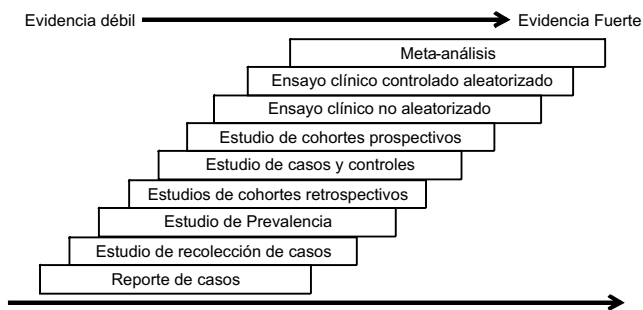 Evidencia débil Evidencia Fuerte
Meta-análisis
Ensayo clínico controlado aleatorizado
Ensayo clínico no aleatorizado
Estudio de cohortes prospectivos
Estudio de casos y controles
Estudios de cohortes retrospectivos
Estudio de Prevalencia
Estudio de recolección de casos
Reporte de casos